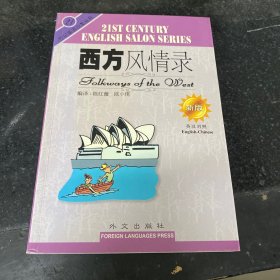 21ST CENTURY
ENGLISH SALON SERIES
西方风情录
Folkways of the West
新版
英汉对照
English-Chinese
外文出版社
FOREIGN LANGUAGES PRESS